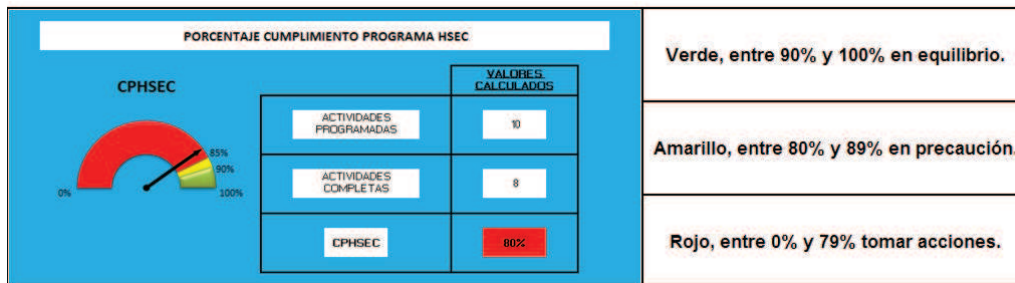 PORCENTAJE CUMPLIMIENTO PROGRAMA HSEC
CPHSEC
0%
85%
90%
100%
VALORES
CALCULADOS
ACTIVIDADES
PROGRAMADAS
10
ACTIVIDADES
COMPLETAS
8
CPHSEC
80%
Verde, entre 90% y 100% en equilibrio.
Amarillo, entre 80% y 89% en precaución.
Rojo, entre 0% y 79% tomar acciones.